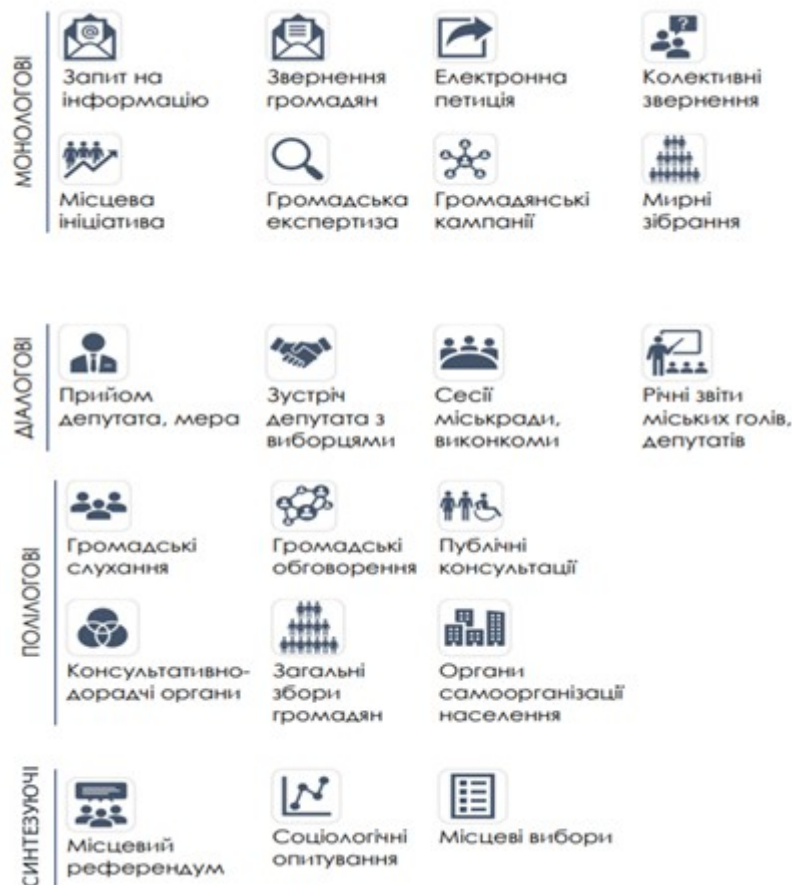 МОНОЛОГОВІ
Запит на
інформацію
Звернення
громадян
Електронна
петиція
Колективні
звернення
Місцева
ініціатива
Громадська
експертиза
Громадянські
кампанії
Мирні
зібрання
ДІАЛОГОВІ
Прийом
депутата, мера
Зустріч
депутата з
виборцями
Сесії
міськради,
виконкоми
Річні звіти
міських голів,
депутатів
ПОЛІЛОГОВІ
Громадські
слухання
Громадські
обговорення
Публічні
консультації
Консультативно-
дорадчі органи
Загальні
збори
громадян
Органи
самоорганізації
населення
СИНТЕЗУЮЧІ
Місцевий
референдум
Соціологічні
опитування
Місцеві вибори